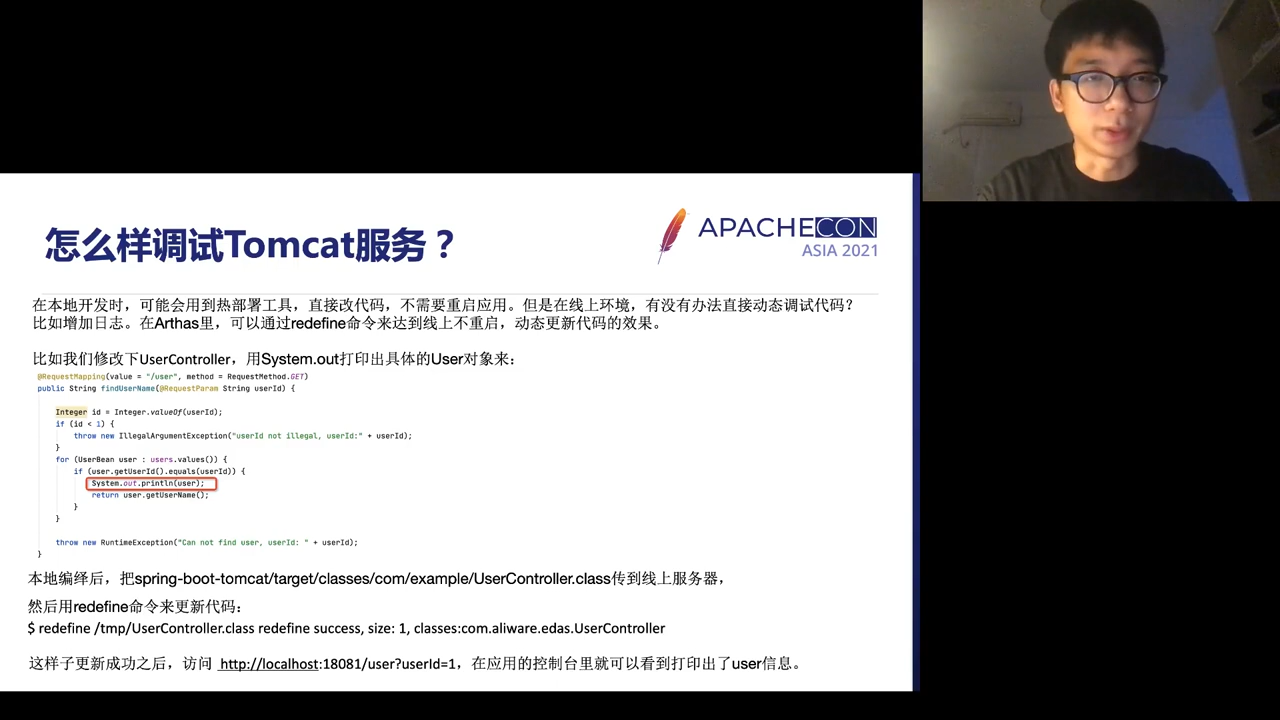 怎么样调试Tomcat服务？
APACHECON
ASIA 2021
在本地开发时，可能会用到热部署工具，直接改代码，不需要重启应用。但是在线上环境，有没有办法直接动态调试代码？
比如增加日志。在Arthas里，可以通过redefine命令来达到线上不重启，动态更新代码的效果。
比如我们修改下UserController，用System.out打印出具体的User对象来：
@RequestMapping(value = "/user", method = RequestMethod.GET)
public String findUserName(@RequestParam String userId) {
Integer id = Integer.valueOf(userId);
if (id < 1) {
throw new IllegalArgumentException("userId not illegal, userId:" + userId);
}
for (UserBean user : users.values()) {
if (user.getUserId().equals(userId)) {
System.out.println(user);
return user.getUserName();
}
}
throw new RuntimeException("Can not find user, userId: " + userId);
}
本地编绎后，把spring-boot-tomcat/target/classes/com/example/UserController.class传到线上服务器，
然后用redefine命令来更新代码：
$ redefine /tmp/UserController.class redefine success, size: 1, classes:com.aliware.edas.UserController
这样子更新成功之后，访问 http://localhost:18081/user?userId=1，在应用的控制台里就可以看到打印出了user信息。